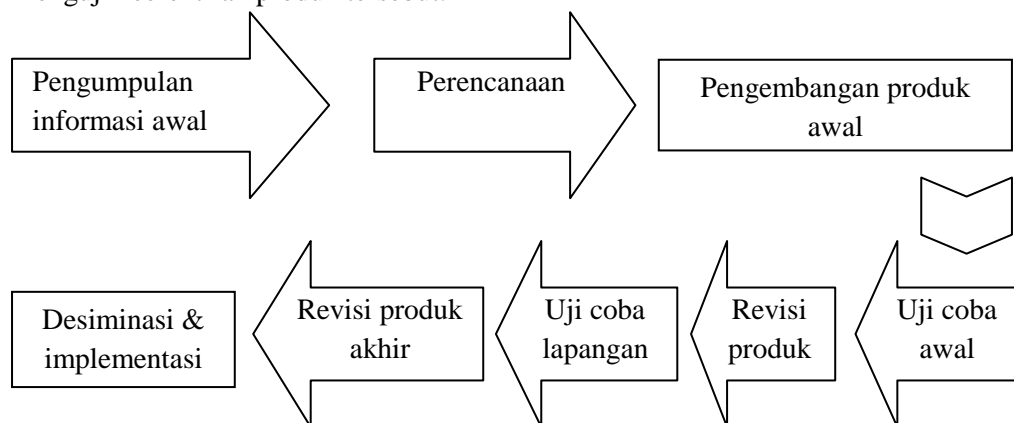 Pengumpulan
informasi awal
Perencanaan
Pengembangan produk
awal
Uji coba
awal
Revisi
produk
Uji coba
lapangan
Revisi produk
akhir
Desiminasi &
implementasi